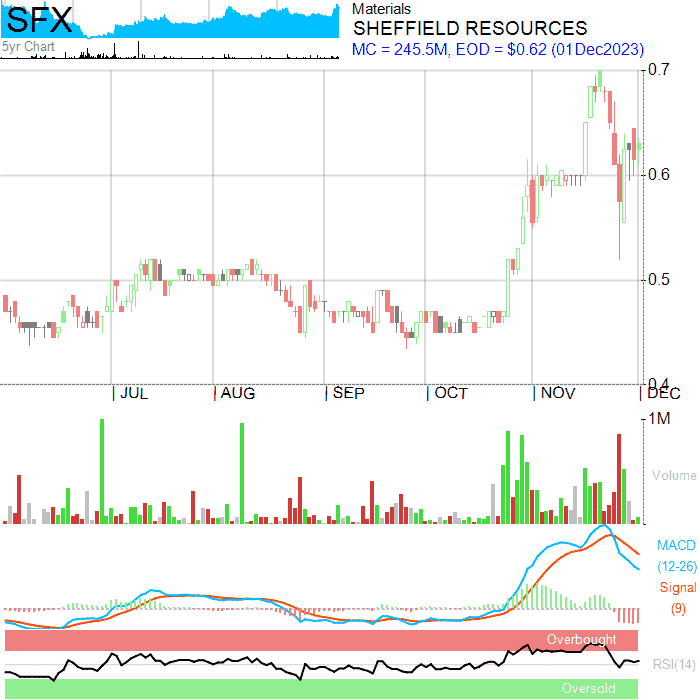 SFX
5yr Chart
Materials
SHEFFIELD RESOURCES
MC = 245.5M, EOD = $0.62 (01Dec2023)
0.7
0.6
0.5
0.4
JUL AUG SEP OCT NOV DEC
1M
Volume
MACD
(12-26)
Signal
(9)
Overbought
RSI(14)
Oversold